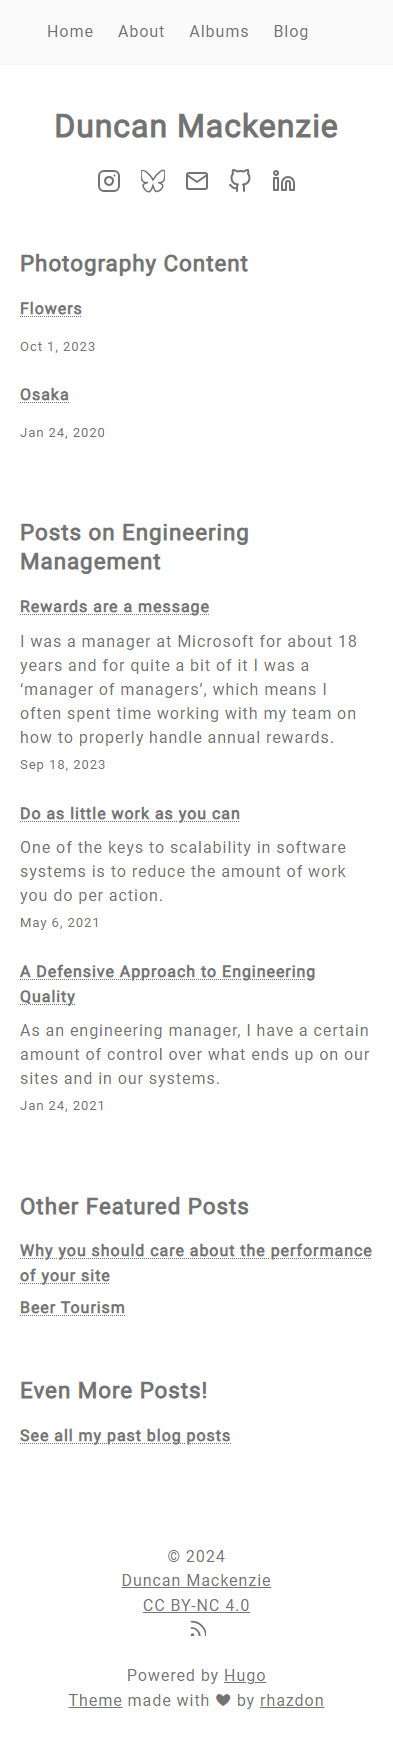 Home About Albums Blog
Duncan Mackenzie
Photography Content
Flowers
Oct 1, 2023
Osaka
Jan 24, 2020
Posts on Engineering
Management
Rewards are a message
I was a manager at Microsoft for about 18
years and for quite a bit of it I was a
‘manager of managers’, which means I
often spent time working with my team on
how to properly handle annual rewards.
Sep 18, 2023
Do as little work as you can
One of the keys to scalability in software
systems is to reduce the amount of work
you do per action.
May 6, 2021
A Defensive Approach to Engineering
Quality
As an engineering manager, I have a certain
amount of control over what ends up on our
sites and in our systems.
Jan 24, 2021
Other Featured Posts
Why you should care about the performance
of your site
Beer Tourism
Even More Posts!
See all my past blog posts
© 2024
Duncan Mackenzie
CC BY-NC 4.0
Powered by Hugo
Theme made with ❤ by rhazdon